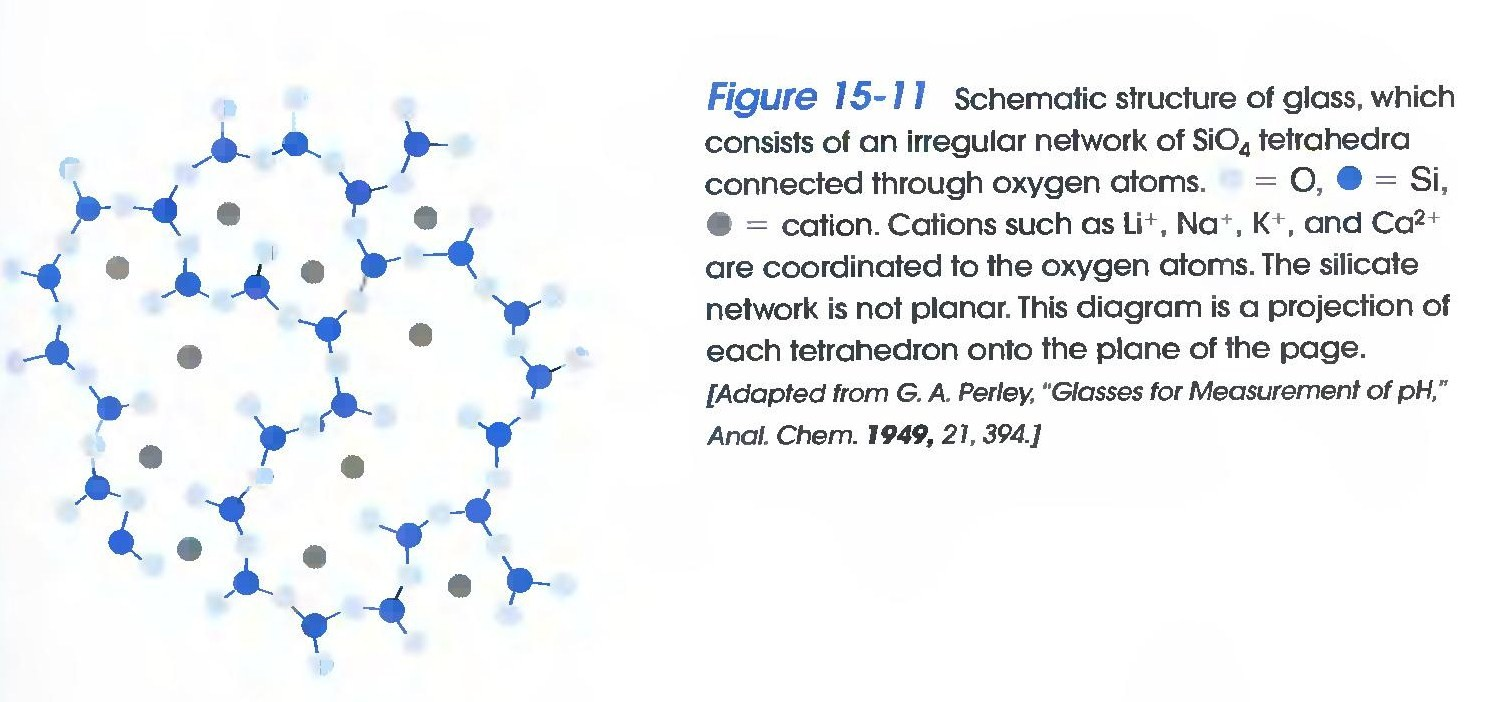 Figure 15-11 Schematic structure of glass, which
consists of an irregular network of SiO₄ tetrahedra
connected through oxygen atoms. = O, = Si,
= cation. Cations such as Li⁺, Na⁺, K⁺, and Ca²⁺
are coordinated to the oxygen atoms. The silicate
network is not planar. This diagram is a projection of
each tetrahedron onto the plane of the page.
[Adapted from G. A. Perley, "Glasses for Measurement of pH,"
Anal. Chem. 1949, 21, 394.]